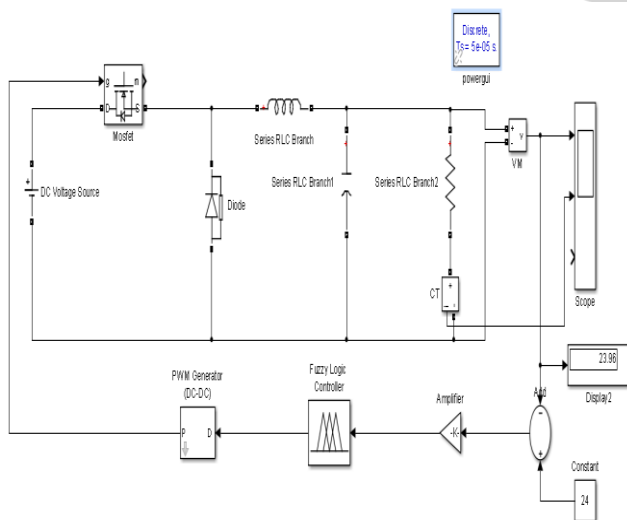 Discrete,
Ts = 5e-05 s.
powergui
g
m
D
S
Mosfet
Series RLC Branch
DC Voltage Source
Diode
Series RLC Branch1
Series RLC Branch2
+
-
v
VM
CT
+
-
Scope
23.96
Display2
PWM Generator
(DC-DC)
P
D
Fuzzy Logic
Controller
Amplifier
-K-
Add
-
+
Constant
24